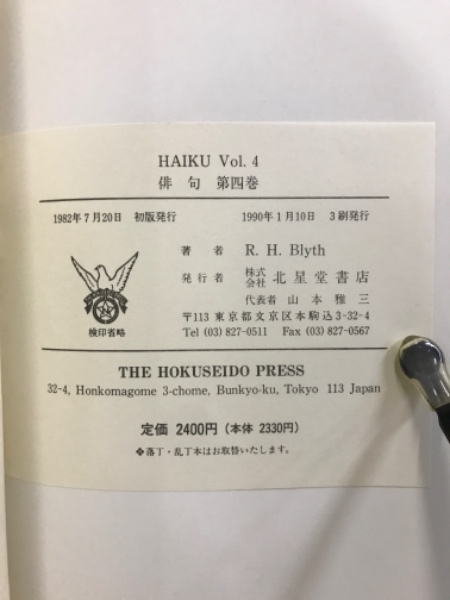 HAIKU Vol. 4
俳句 第四巻
1982年7月20日 初版発行 1990年1月10日 3刷発行
著者 R. H. Blyth
発行者 株式会社 北星堂書店
代表者 山本雅三
〒113 東京都文京区本駒込3-32-4
Tel (03) 827-0511 Fax (03) 827-0567
検印省略
THE HOKUSEIDO PRESS
32-4, Honkomagome 3-chome, Bunkyo-ku, Tokyo 113 Japan
定価 2400円 (本体 2330円)
❖落丁・乱丁本はお取替いたします。